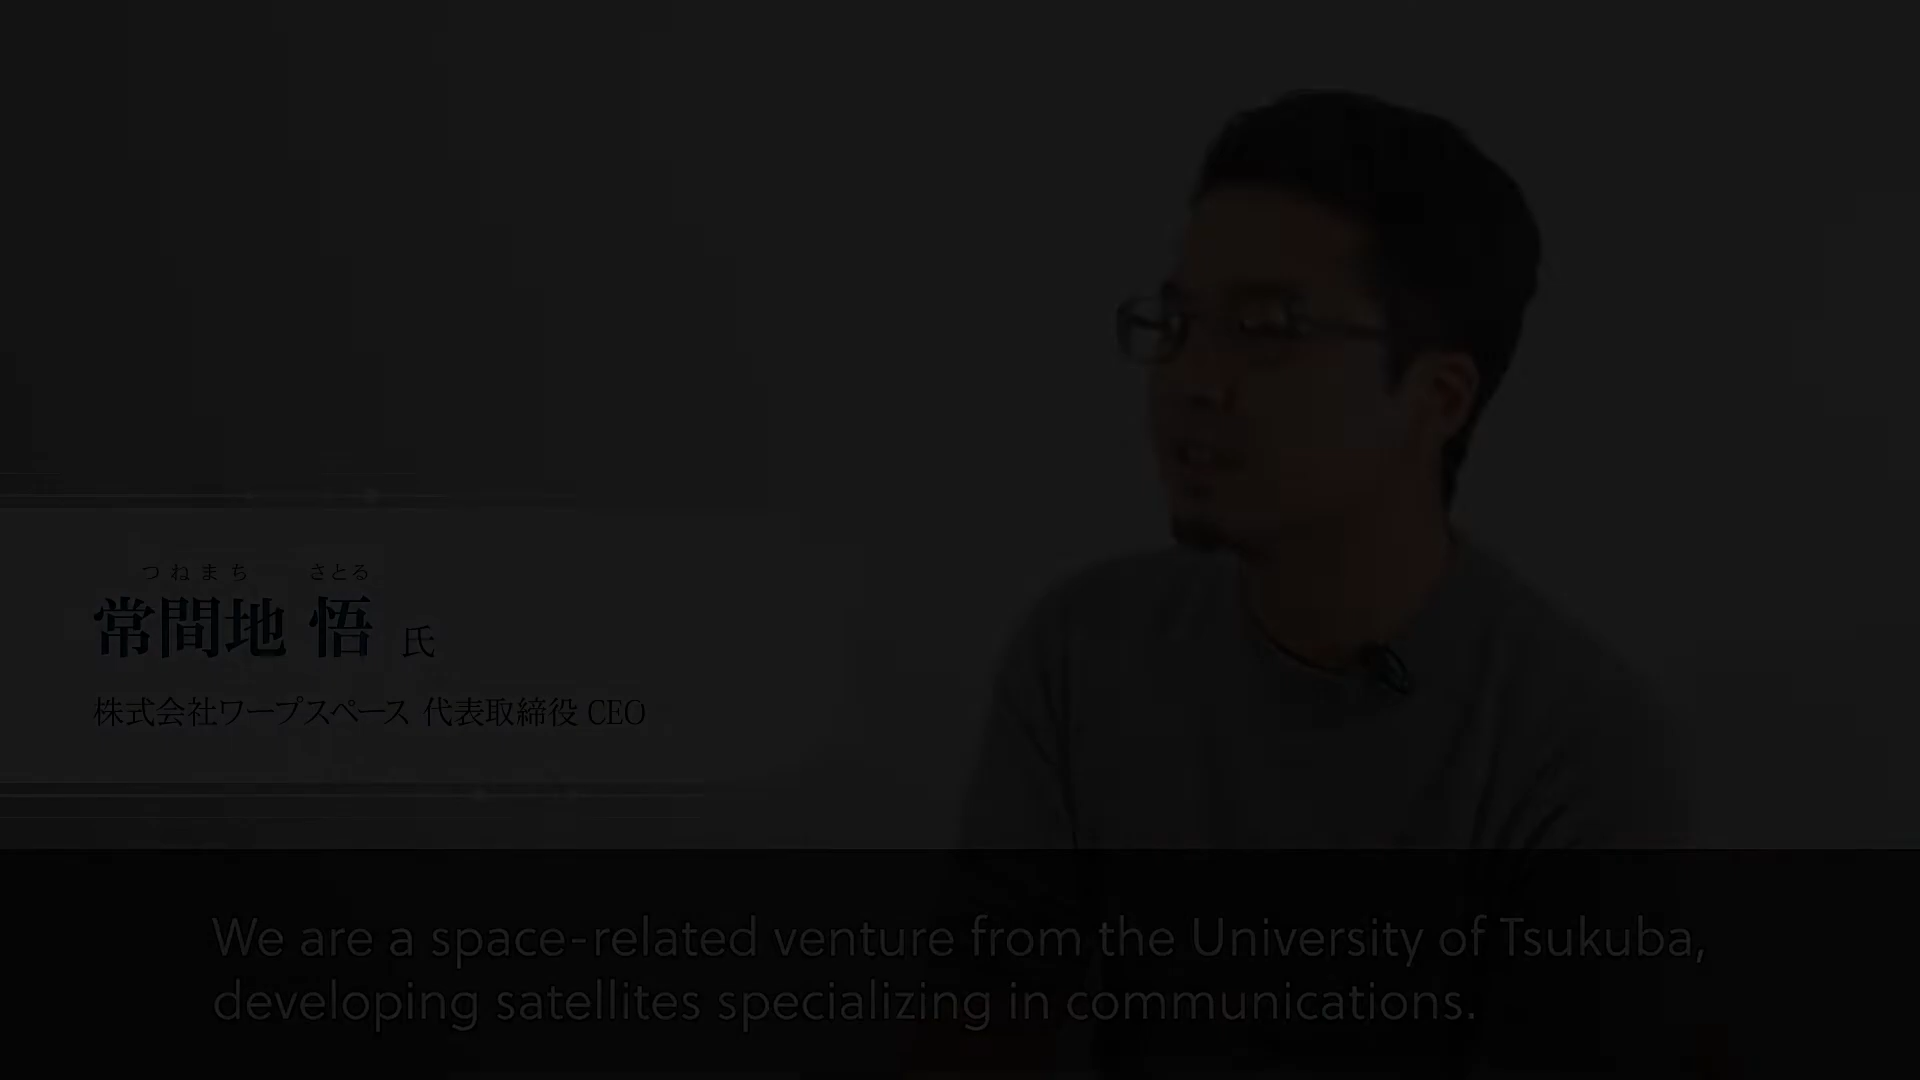 つねまち さとる
常間地 悟 氏
株式会社ワープスペース 代表取締役 CEO
We are a space-related venture from the University of Tsukuba,
developing satellites specializing in communications.